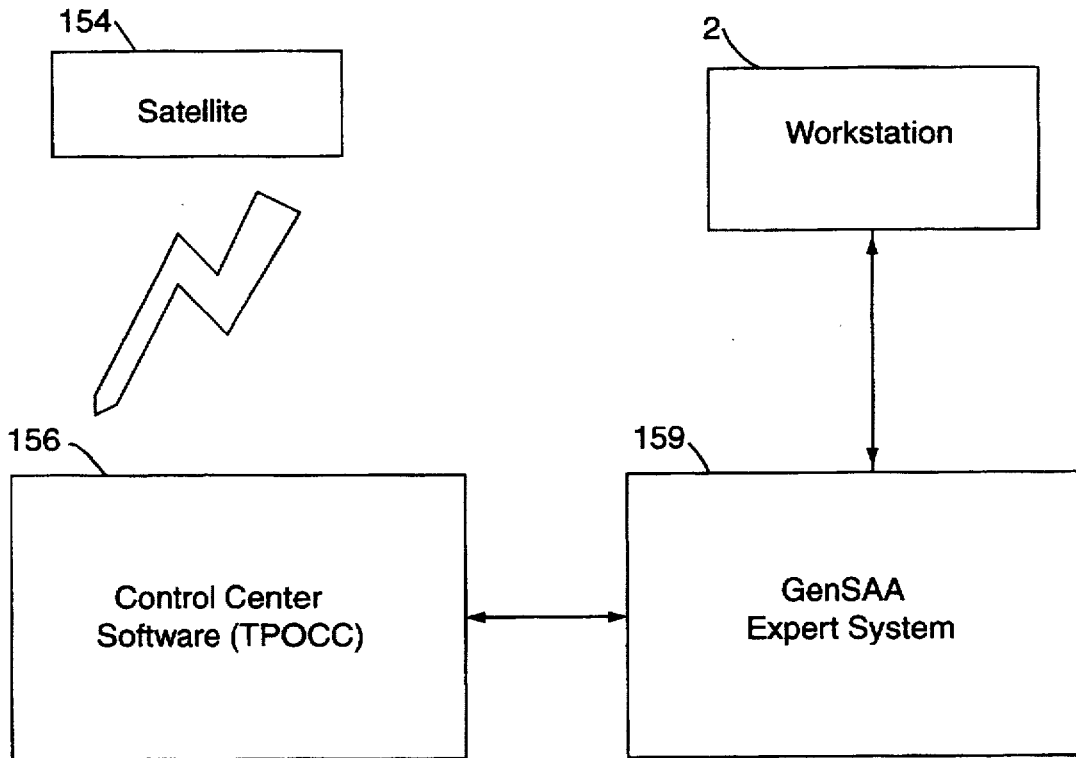 154
Satellite
2
Workstation
156
Control Center
Software (TPOCC)
159
GenSAA
Expert System